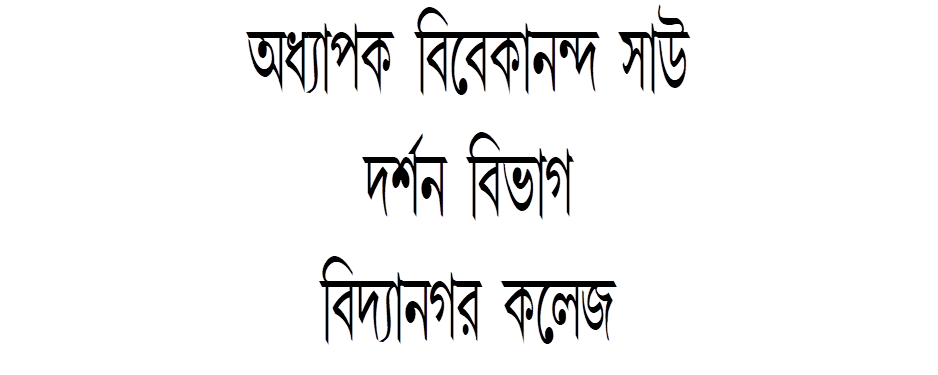 অধ্যাপক বিবেকানন্দ সাউ
দর্শন বিভাগ
বিদ্যানগর কলেজ